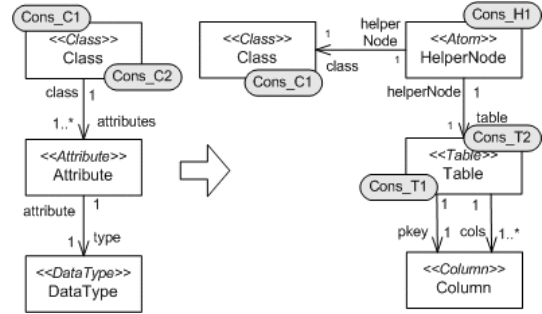 Cons_C1
<<Class>>
Class
Cons_C2
class 1
1..* attributes
<<Attribute>>
Attribute
attribute 1
1 type
<<DataType>>
DataType
<<Class>>
Class
Cons_C1
1
class
helper
Node
1
Cons_H1
<<Atom>>
HelperNode
helperNode 1
1 table
Cons_T2
<<Table>>
Table
Cons_T1
1 1
pkey 1 cols 1..*
<<Column>>
Column